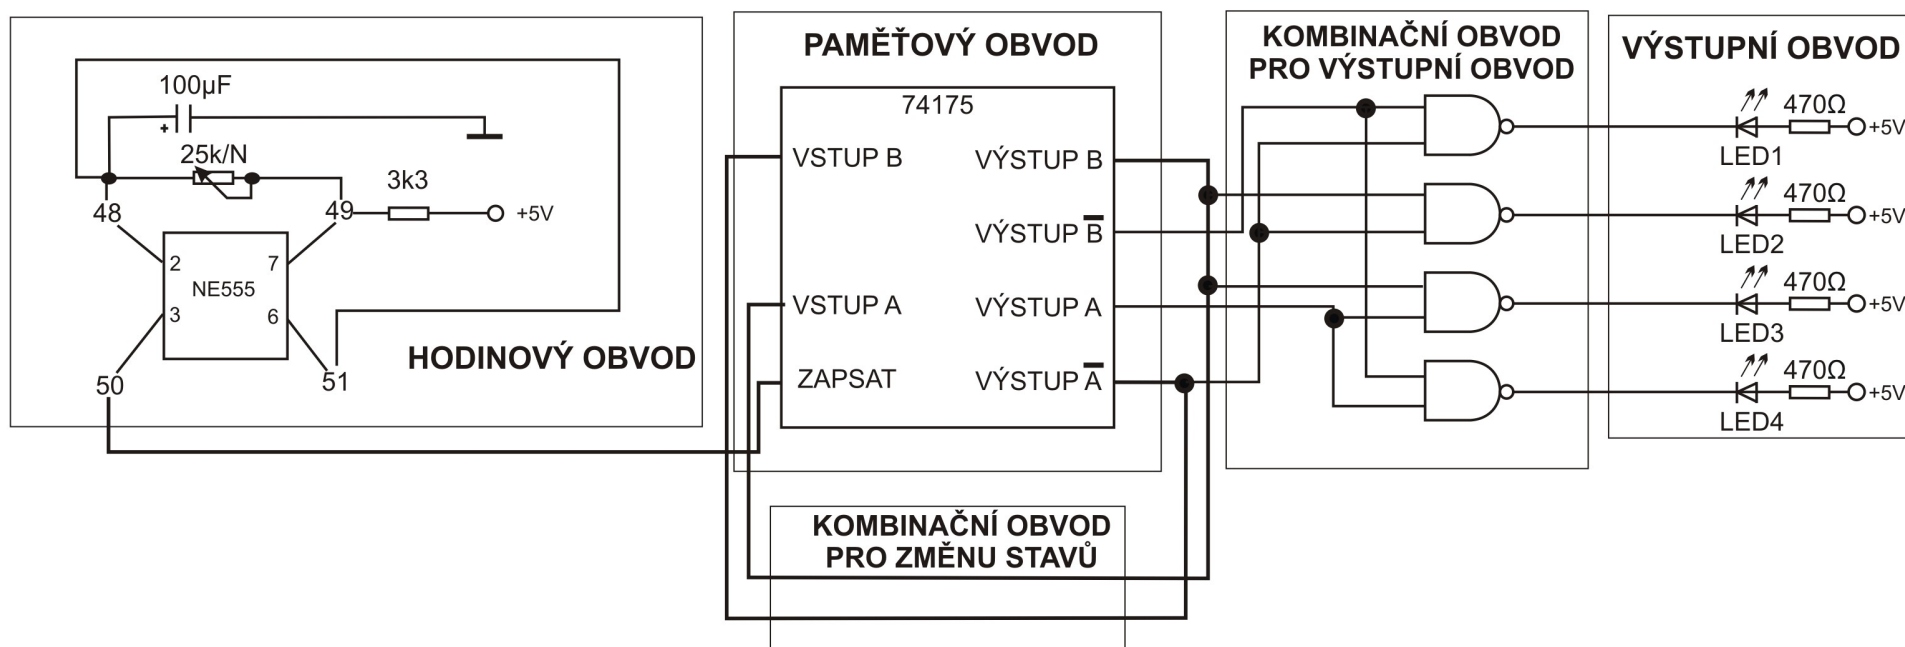 100µF
25k/N
3k3
+5V
48
49
2
7
NE555
3
6
50
51
HODINOVÝ OBVOD
PAMĚŤOVÝ OBVOD
74175
VSTUP B
VÝSTUP B
VÝSTUP B̅
VSTUP A
VÝSTUP A
ZAPSAT
VÝSTUP A̅
KOMBINAČNÍ OBVOD
PRO ZMĚNU STAVŮ
KOMBINAČNÍ OBVOD
PRO VÝSTUPNÍ OBVOD
VÝSTUPNÍ OBVOD
470Ω
+5V
LED1
470Ω
+5V
LED2
470Ω
+5V
LED3
470Ω
+5V
LED4